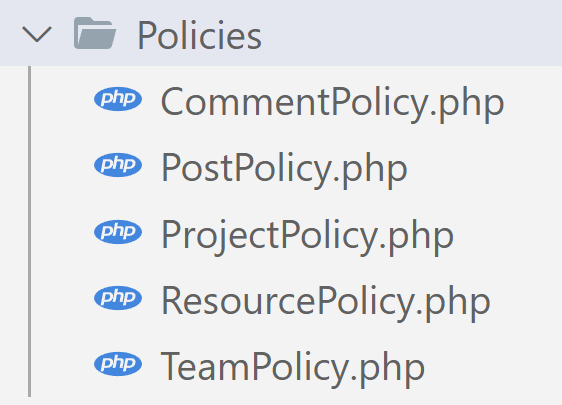 Policies
php CommentPolicy.php
php PostPolicy.php
php ProjectPolicy.php
php ResourcePolicy.php
php TeamPolicy.php